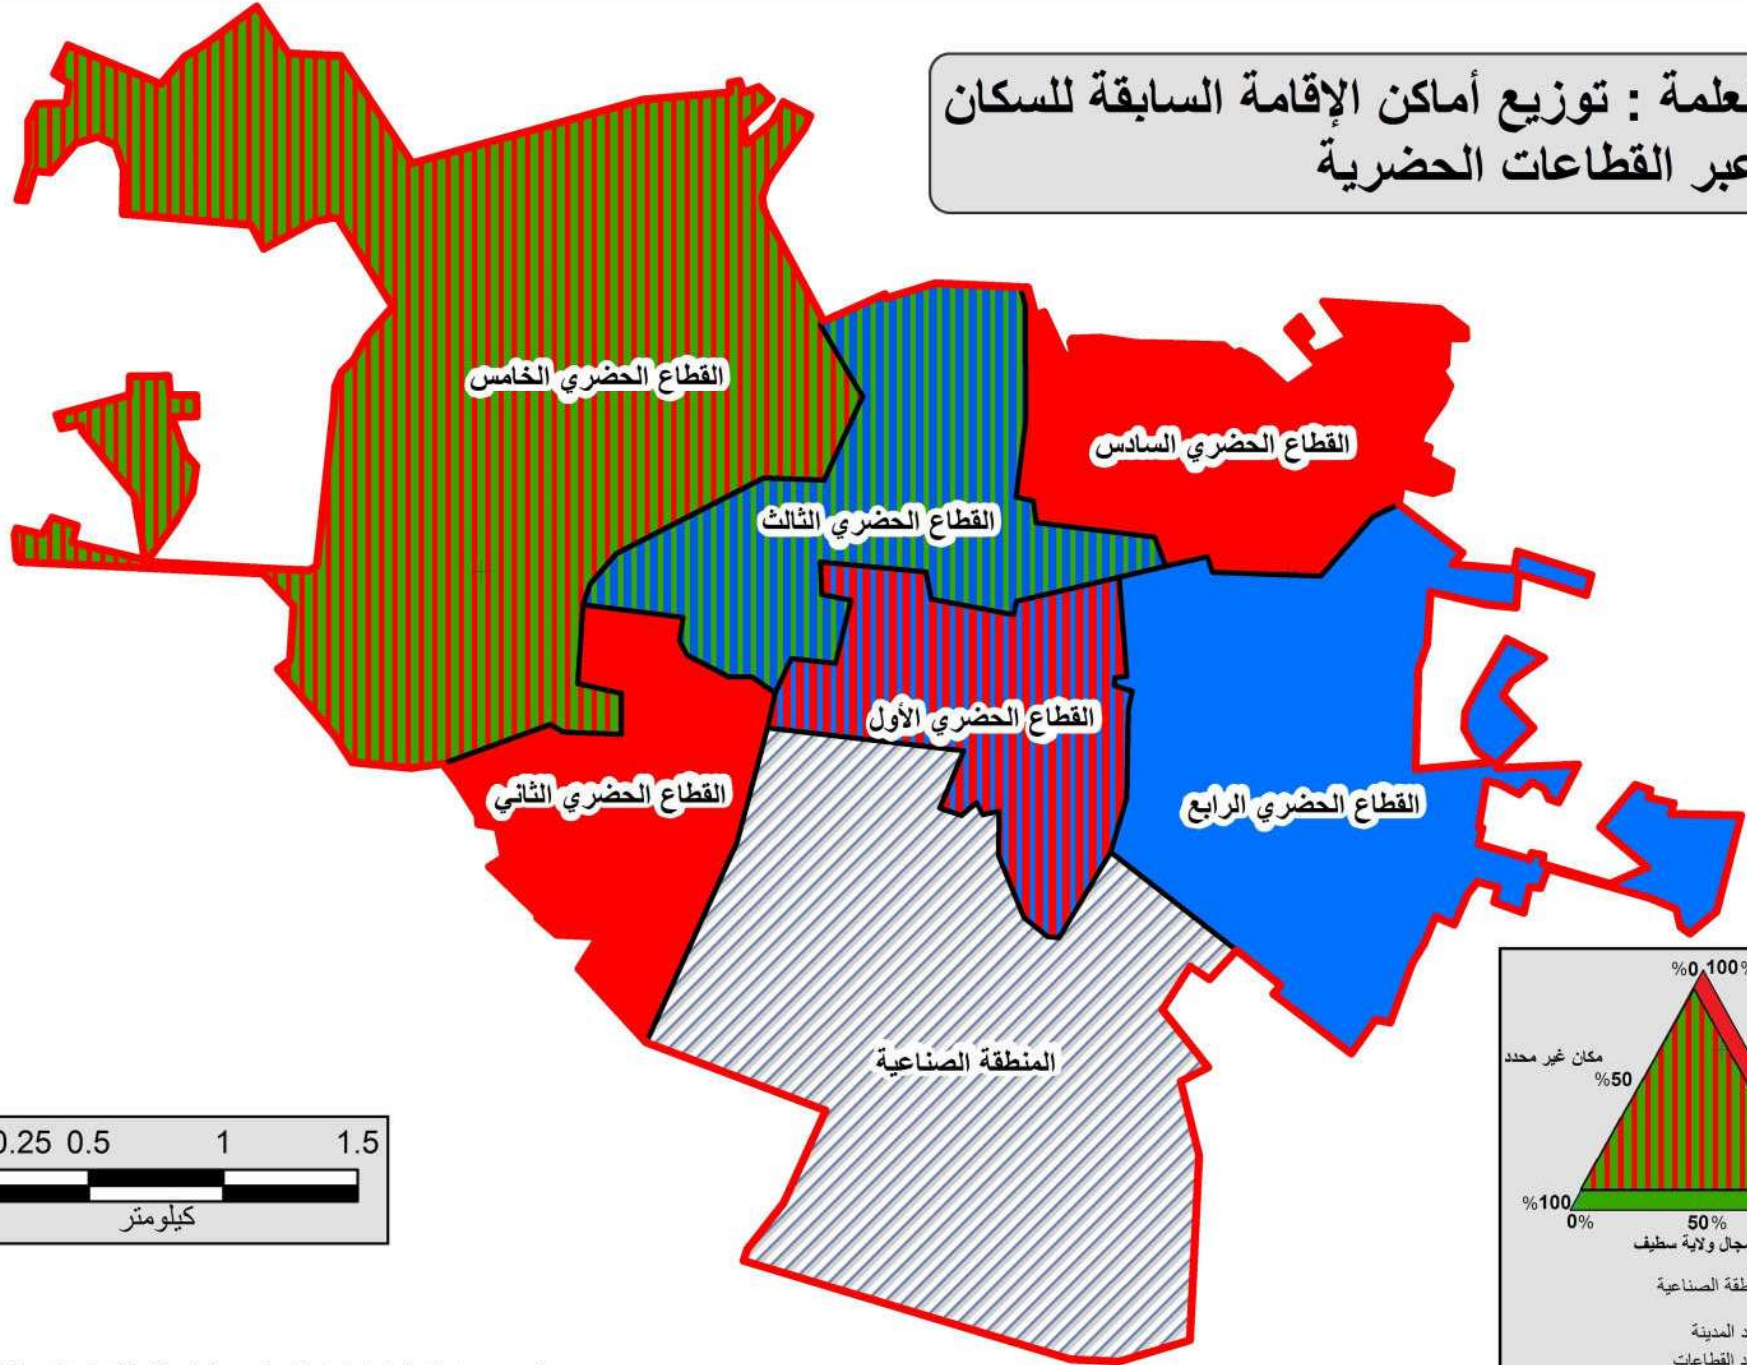 علمة : توزيع أماكن الإقامة السابقة للسكان
عبر القطاعات الحضرية
القطاع الحضري الخامس
القطاع الحضري السادس
القطاع الحضري الثالث
القطاع الحضري الأول
القطاع الحضري الثاني
القطاع الحضري الرابع
المنطقة الصناعية
0.25 0.5 1 1.5
كيلومتر
%0 100%
مكان غير محدد
%50
%100
0% 50%
مجال ولاية سطيف
طقة الصناعية
د المدينة
د القطاعات